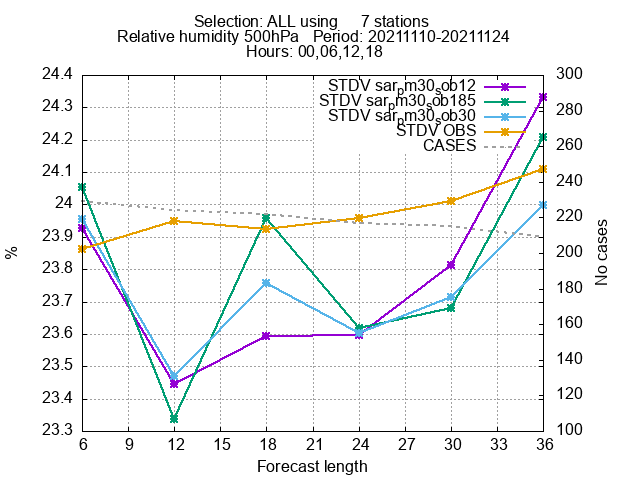 Selection: ALL using 7 stations
Relative humidity 500hPa Period: 20211110-20211124
Hours: 00,06,12,18
24.4
24.3
24.2
24.1
24
23.9
23.8
23.7
23.6
23.5
23.4
23.3
%
STDV sarpm30sob12
STDV sarpm30sob185
STDV sarpm30sob30
STDV OBS
CASES
300
280
260
240
220
200
180
160
140
120
100
No cases
6 9 12 15 18 21 24 27 30 33 36
Forecast length